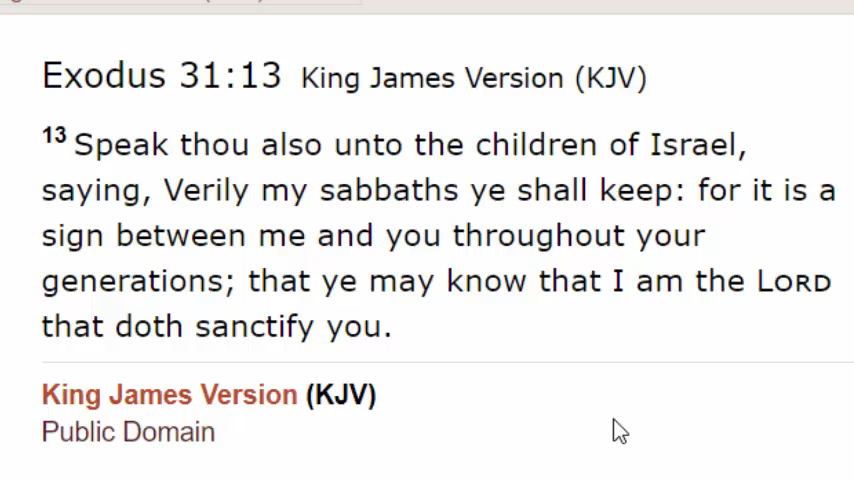 Exodus 31:13 King James Version (KJV)
13 Speak thou also unto the children of Israel,
saying, Verily my sabbaths ye shall keep: for it is a
sign between me and you throughout your
generations; that ye may know that I am the LORD
that doth sanctify you.
King James Version (KJV)
Public Domain